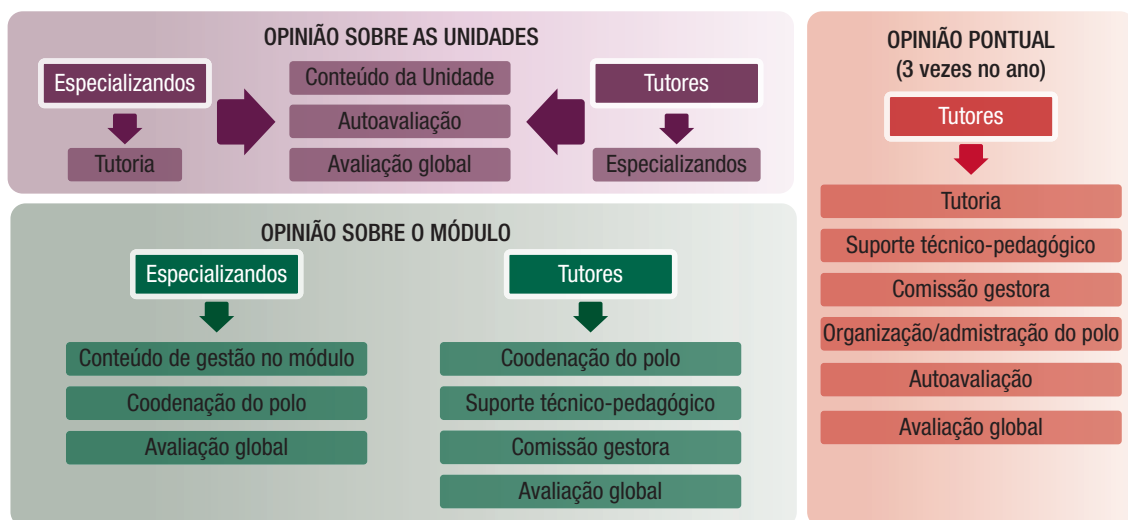 OPINIÃO SOBRE AS UNIDADES
Especializandos
Tutoria
Conteúdo da Unidade
Autoavaliação
Avaliação global
Tutores
Especializandos
OPINIÃO SOBRE O MÓDULO
Especializandos
Conteúdo de gestão no módulo
Coodenação do polo
Avaliação global
Tutores
Coodenação do polo
Suporte técnico-pedagógico
Comissão gestora
Avaliação global
OPINIÃO PONTUAL
(3 vezes no ano)
Tutores
Tutoria
Suporte técnico-pedagógico
Comissão gestora
Organização/admistração do polo
Autoavaliação
Avaliação global